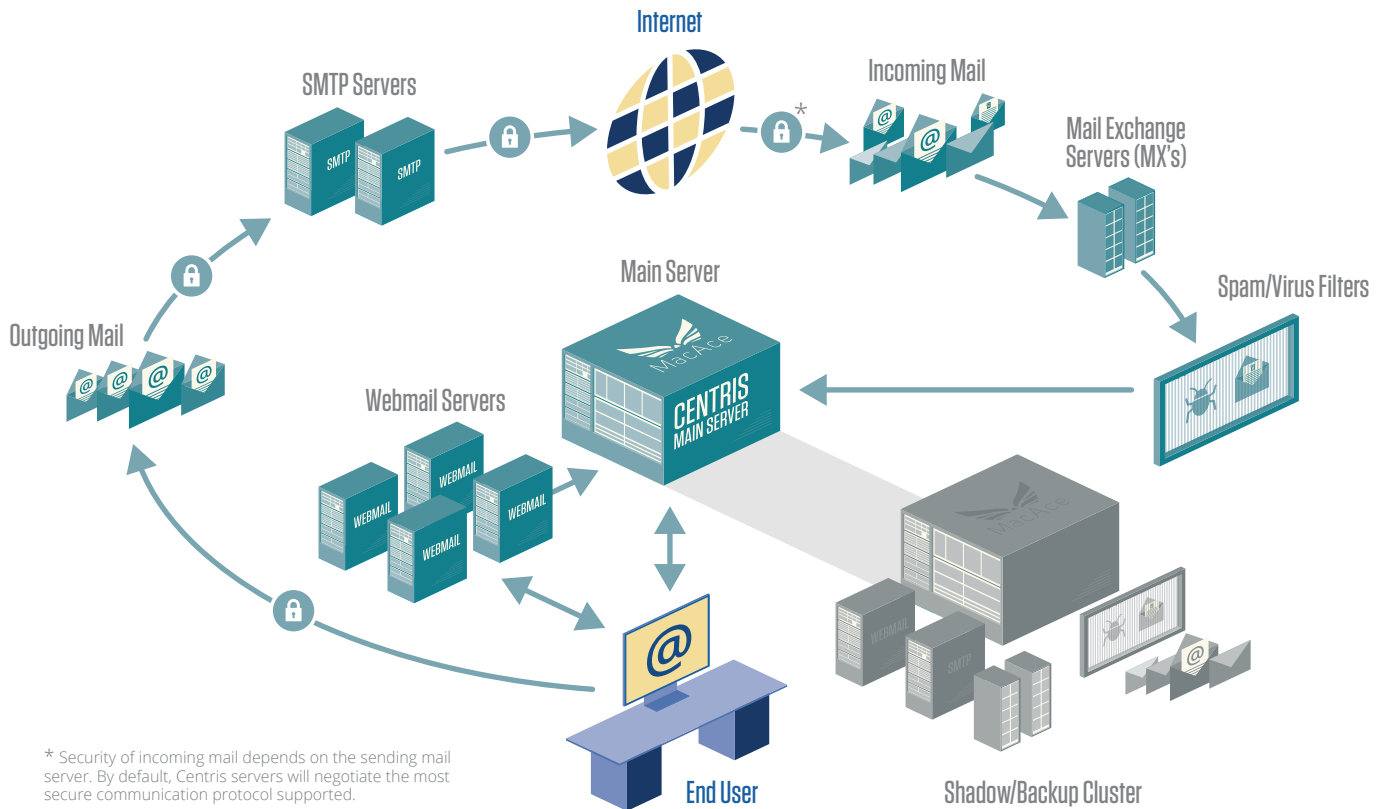 Internet
SMTP Servers
Incoming Mail
*
Mail Exchange
Servers (MX's)
SMTP
SMTP
@
@
Main Server
Spam/Virus Filters
Outgoing Mail
MacAce
@
@
@
@
CENTRIS
MAIN SERVER
Webmail Servers
WEBMAIL
WEBMAIL
WEBMAIL
WEBMAIL
MacAce
@
WEBMAIL
SMTP
@
* Security of incoming mail depends on the sending mail
server. By default, Centris servers will negotiate the most
secure communication protocol supported.
End User
Shadow/Backup Cluster